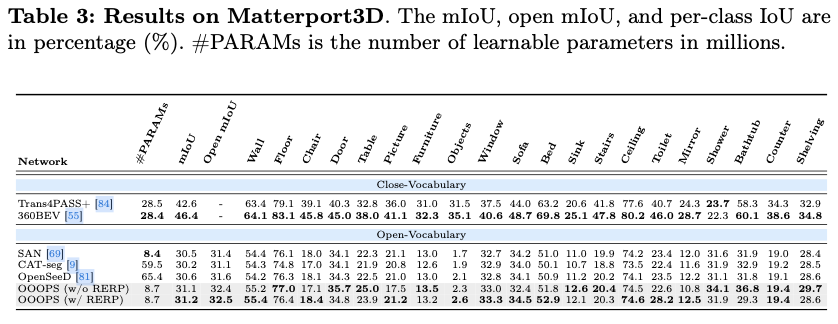 Table 3: Results on Matterport3D. The mIoU, open mIoU, and per-class IoU are
in percentage (%). #PARAMs is the number of learnable parameters in millions.
Network #PARAMs mIoU Open mIoU Wall Floor Chair Door Table Picture Furniture Objects Window Sofa Bed Sink Stairs Ceiling Toilet Mirror Shower Bathtub Counter Shelving
Close-Vocabulary
Trans4PASS+ [84] 28.5 42.6 - 63.4 79.1 39.1 40.3 32.8 36.0 31.0 31.5 37.5 44.0 63.2 20.6 41.8 77.6 40.7 24.3 23.7 58.3 34.3 32.9
360BEV [55] 28.4 46.4 - 64.1 83.1 45.8 45.0 38.0 41.1 32.3 35.1 40.6 48.7 69.8 25.1 47.8 80.2 46.0 28.7 22.3 60.1 38.6 34.8
Open-Vocabulary
SAN [69] 8.4 30.5 31.4 54.4 76.1 18.0 34.1 22.3 21.1 13.0 1.7 32.7 34.2 52.0 11.0 19.9 74.2 23.4 12.0 31.6 31.9 19.0 28.4
CAT-seg [9] 59.5 30.2 31.1 54.3 74.8 17.0 34.1 21.9 20.8 12.6 1.9 32.9 34.0 50.1 10.7 18.8 73.5 22.4 11.6 31.9 32.9 19.2 28.5
OpenSeeD [81] 65.4 30.6 31.6 54.2 76.3 18.1 34.3 22.5 21.0 13.0 2.1 32.8 34.1 50.9 11.2 20.2 74.1 23.5 12.2 31.1 31.8 19.1 28.6
OOOPS (w/o RERP) 8.7 31.1 32.4 55.2 77.0 17.1 35.7 25.0 17.5 13.5 2.3 33.0 32.4 51.8 12.6 20.4 74.5 26.5 10.8 34.1 36.8 19.4 29.7
OOOPS (w/ RERP) 8.7 31.2 32.5 55.4 76.4 18.4 34.8 23.9 21.2 13.2 2.6 33.3 34.5 52.9 12.1 20.3 74.6 28.2 12.5 31.9 29.3 19.4 28.6